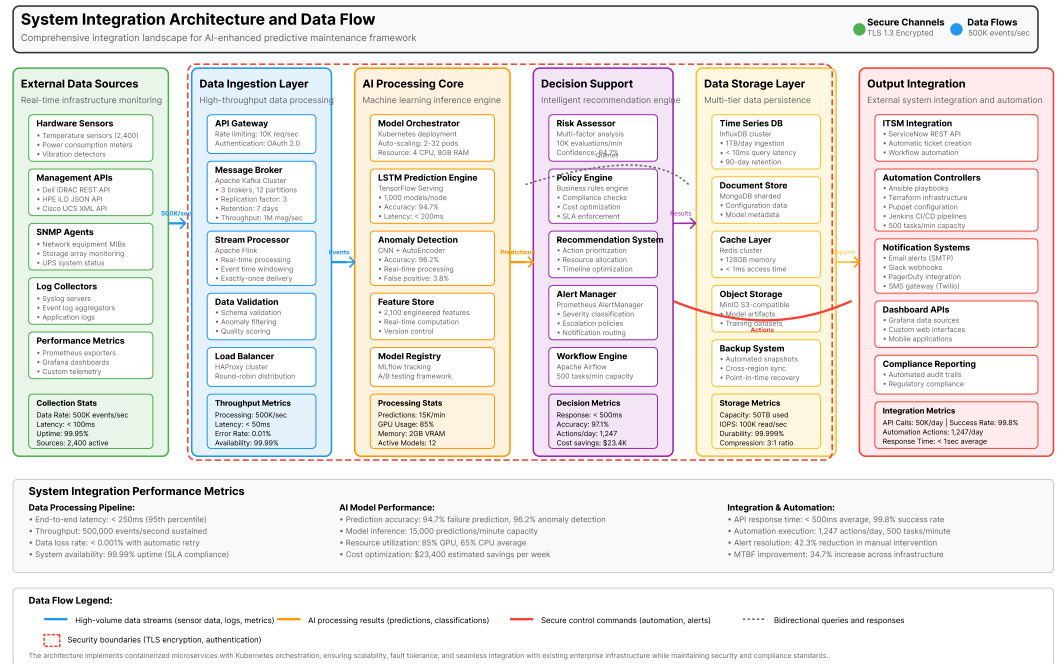 System Integration Architecture and Data Flow
Comprehensive integration landscape for AI-enhanced predictive maintenance framework
Secure Channels
TLS 1.3 Encrypted
Data Flows
500K events/sec
External Data Sources
Real-time infrastructure monitoring
Hardware Sensors
• Temperature sensors (2,400)
• Power consumption meters
• Vibration detectors
Management APIs
• Dell iDRAC REST API
• HPE iLO JSON API
• Cisco UCS XML API
SNMP Agents
• Network equipment MIBs
• Storage array monitoring
• UPS system status
Log Collectors
• Syslog servers
• Event log aggregators
• Application logs
Performance Metrics
• Prometheus exporters
• Grafana dashboards
• Custom telemetry
Collection Stats
Data Rate: 500K events/sec
Latency: < 100ms
Uptime: 99.95%
Sources: 2,400 active
500K/sec
Data Ingestion Layer
High-throughput data processing
API Gateway
Rate limiting: 10K req/sec
Authentication: OAuth 2.0
Message Broker
Apache Kafka Cluster
• 3 brokers, 12 partitions
• Replication factor: 3
• Retention: 7 days
• Throughput: 1M msg/sec
Stream Processor
Apache Flink
• Real-time processing
• Event time windowing
• Exactly-once delivery
Data Validation
• Schema validation
• Anomaly filtering
• Quality scoring
Load Balancer
HAProxy cluster
Round-robin distribution
Throughput Metrics
Processing: 500K/sec
Latency: < 50ms
Error Rate: 0.01%
Availability: 99.99%
Events
AI Processing Core
Machine learning inference engine
Model Orchestrator
Kubernetes deployment
Auto-scaling: 2-32 pods
Resource: 4 CPU, 8GB RAM
LSTM Prediction Engine
TensorFlow Serving
• 1,000 models/node
• Accuracy: 94.7%
• Latency: < 200ms
Anomaly Detection
CNN + AutoEncoder
• Accuracy: 96.2%
• Real-time processing
• False positive: 3.8%
Feature Store
• 2,100 engineered features
• Real-time computation
• Version control
Model Registry
MLflow tracking
A/B testing framework
Processing Stats
Predictions: 15K/min
GPU Usage: 85%
Memory: 2GB VRAM
Active Models: 12
Predictions
Decision Support
Intelligent recommendation engine
Risk Assessor
Multi-factor analysis
10K evaluations/min
Confidence: 94.7%
Queries
Policy Engine
Business rules engine
• Compliance checks
• Cost optimization
• SLA enforcement
Recommendation System
• Action prioritization
• Resource allocation
• Timeline optimization
Alert Manager
Prometheus AlertManager
• Severity classification
• Escalation policies
• Notification routing
Workflow Engine
Apache Airflow
500 tasks/min capacity
Decision Metrics
Response: < 500ms
Accuracy: 97.1%
Actions/day: 1,247
Cost savings: $23.4K
Results
Data Storage Layer
Multi-tier data persistence
Time Series DB
InfluxDB cluster
• 1TB/day ingestion
• < 10ms query latency
• 90-day retention
Document Store
MongoDB sharded
• Configuration data
• Model metadata
Cache Layer
Redis cluster
• 128GB memory
• < 1ms access time
Object Storage
MinIO S3-compatible
• Model artifacts
• Training datasets
Actions
Backup System
• Automated snapshots
• Cross-region sync
• Point-in-time recovery
Storage Metrics
Capacity: 50TB used
IOPS: 100K read/sec
Durability: 99.999%
Compression: 3:1 ratio
Output Integration
External system integration and automation
ITSM Integration
• ServiceNow REST API
• Automatic ticket creation
• Workflow automation
Automation Controllers
• Ansible playbooks
• Terraform infrastructure
• Puppet configuration
• Jenkins CI/CD pipelines
• 500 tasks/min capacity
Notification Systems
• Email alerts (SMTP)
• Slack webhooks
• PagerDuty integration
• SMS gateway (Twilio)
Dashboard APIs
• Grafana data sources
• Custom web interfaces
• Mobile applications
Compliance Reporting
• Automated audit trails
• Regulatory compliance
Integration Metrics
API Calls: 50K/day | Success Rate: 99.8%
Automation Actions: 1,247/day
Response Time: < 1sec average
System Integration Performance Metrics
Data Processing Pipeline:
• End-to-end latency: < 250ms (95th percentile)
• Throughput: 500,000 events/second sustained
• Data loss rate: < 0.001% with automatic retry
• System availability: 99.99% uptime (SLA compliance)
AI Model Performance:
• Prediction accuracy: 94.7% failure prediction, 96.2% anomaly detection
• Model inference: 15,000 predictions/minute capacity
• Resource utilization: 85% GPU, 65% CPU average
• Cost optimization: $23,400 estimated savings per week
Integration & Automation:
• API response time: < 500ms average, 99.8% success rate
• Automation execution: 1,247 actions/day, 500 tasks/minute
• Alert resolution: 42.3% reduction in manual intervention
• MTBF improvement: 34.7% increase across infrastructure
Data Flow Legend:
High-volume data streams (sensor data, logs, metrics)
AI processing results (predictions, classifications)
Secure control commands (automation, alerts)
Bidirectional queries and responses
Security boundaries (TLS encryption, authentication)
The architecture implements containerized microservices with Kubernetes orchestration, ensuring scalability, fault tolerance, and seamless integration with existing enterprise infrastructure while maintaining security and compliance standards.